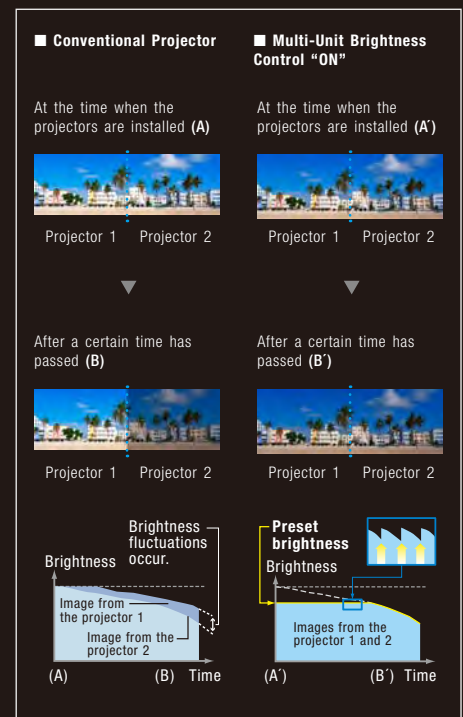 ■ Conventional Projector
At the time when the
projectors are installed (A)
Projector 1 Projector 2
▼
After a certain time has
passed (B)
Projector 1 Projector 2
Brightness
fluctuations
occur.
Brightness
Image from
the projector 1
Image from the
projector 2
(A) (B) Time
■ Multi-Unit Brightness
Control “ON”
At the time when the
projectors are installed (A´)
Projector 1 Projector 2
▼
After a certain time has
passed (B´)
Projector 1 Projector 2
Preset
brightness
Brightness
Images from the
projector 1 and 2
(A´) (B´) Time